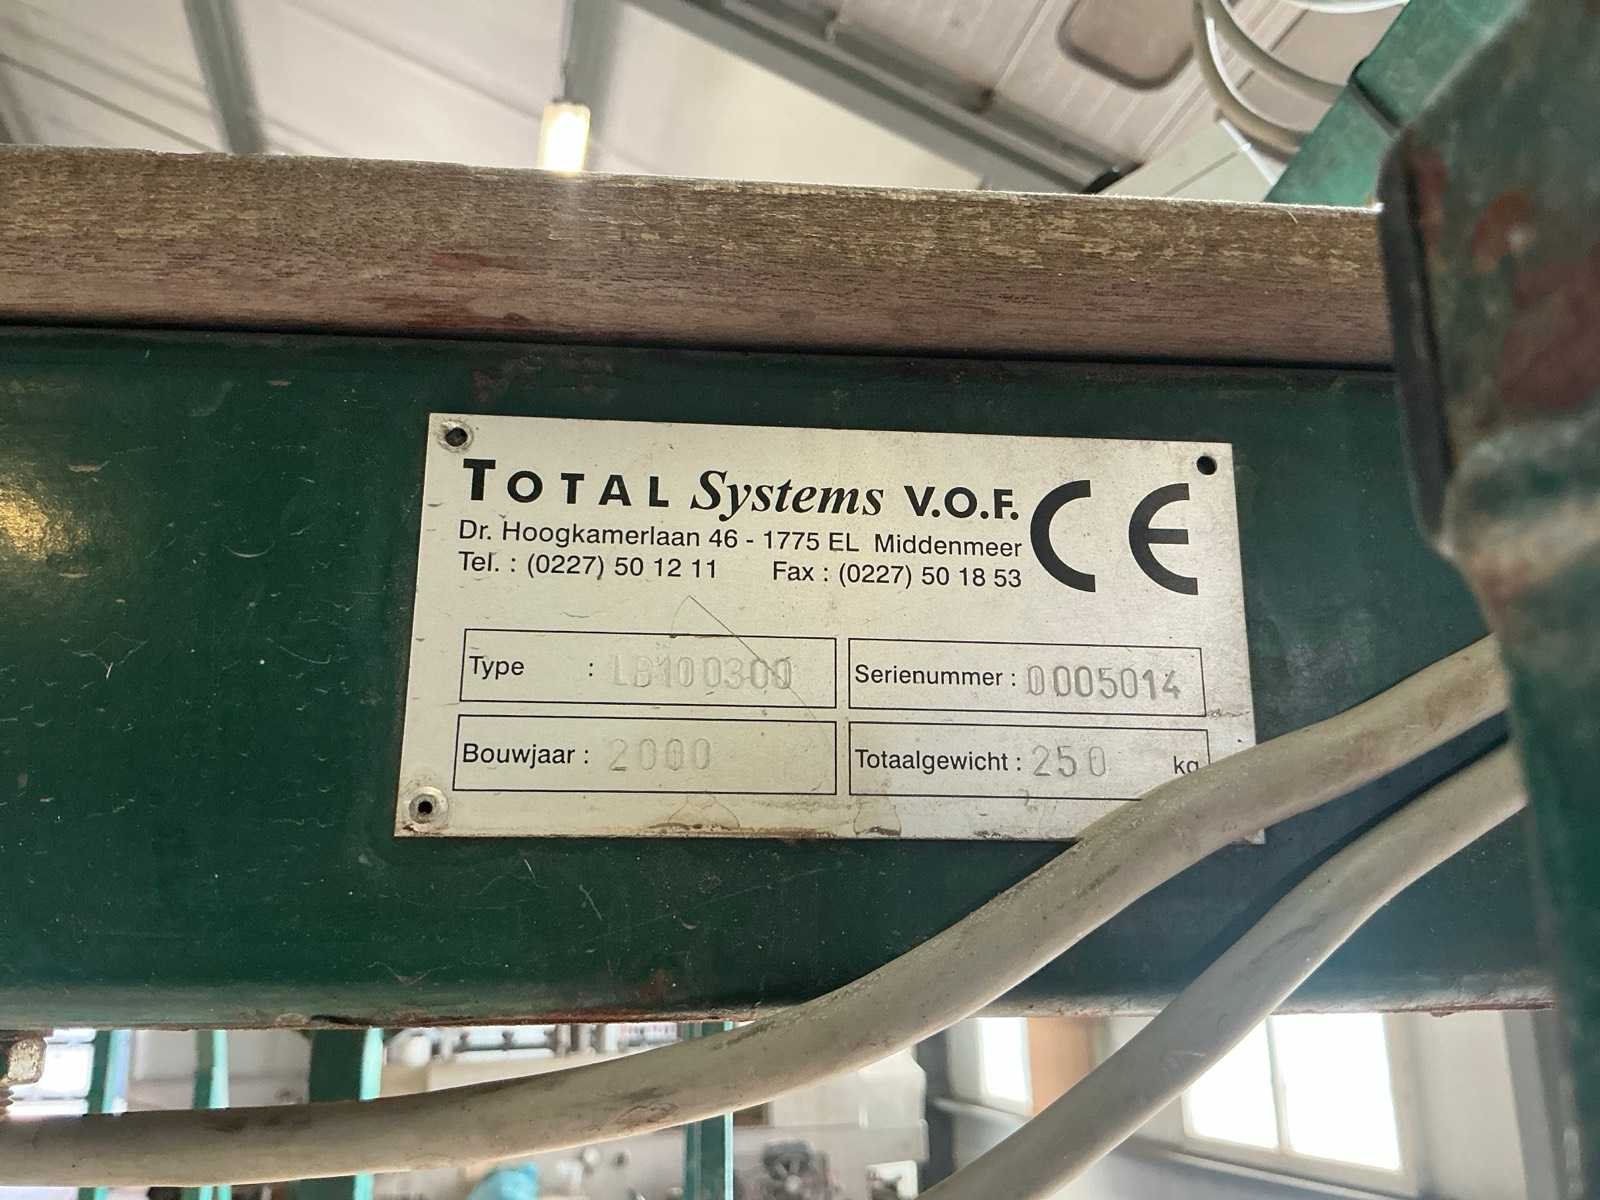 TOTAL Systems V.O.F. CE
Dr. Hoogkamerlaan 46 - 1775 EL Middenmeer
Tel. : (0227) 50 12 11 Fax : (0227) 50 18 53
Type : LB100300 Serienummer : 0005014
Bouwjaar : 2000 Totaalgewicht : 250 kg